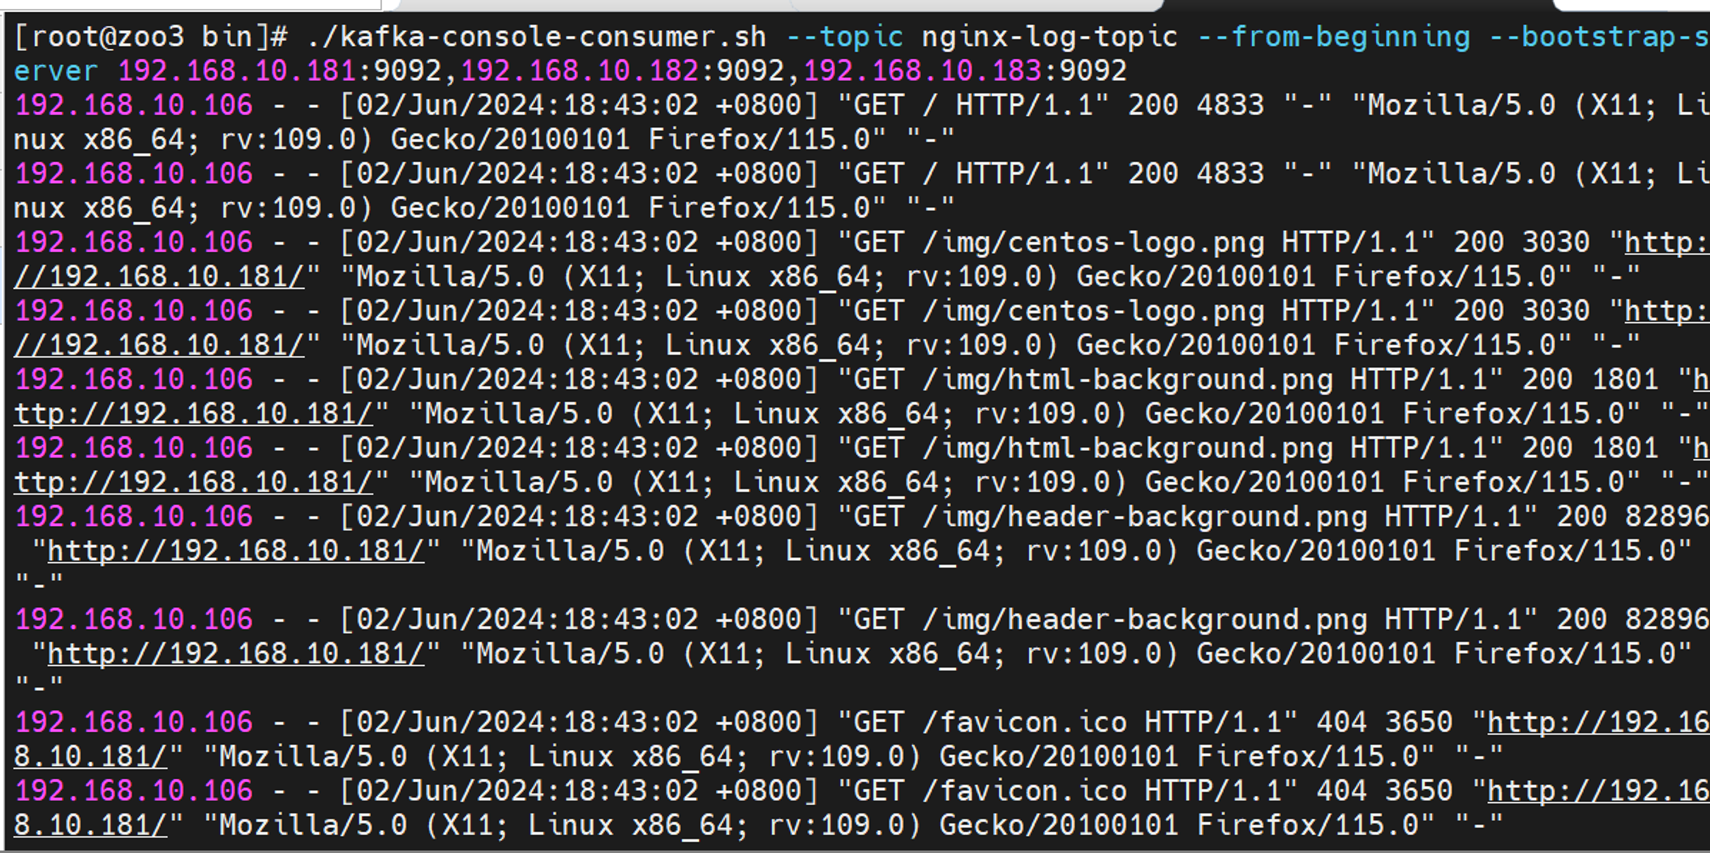 [root@zoo3 bin]# ./kafka-console-consumer.sh --topic nginx-log-topic --from-beginning --bootstrap-s
erver 192.168.10.181:9092,192.168.10.182:9092,192.168.10.183:9092
192.168.10.106 - - [02/Jun/2024:18:43:02 +0800] "GET / HTTP/1.1" 200 4833 "-" "Mozilla/5.0 (X11; Li
nux x86_64; rv:109.0) Gecko/20100101 Firefox/115.0" "-"
192.168.10.106 - - [02/Jun/2024:18:43:02 +0800] "GET / HTTP/1.1" 200 4833 "-" "Mozilla/5.0 (X11; Li
nux x86_64; rv:109.0) Gecko/20100101 Firefox/115.0" "-"
192.168.10.106 - - [02/Jun/2024:18:43:02 +0800] "GET /img/centos-logo.png HTTP/1.1" 200 3030 "http:
//192.168.10.181/" "Mozilla/5.0 (X11; Linux x86_64; rv:109.0) Gecko/20100101 Firefox/115.0" "-"
192.168.10.106 - - [02/Jun/2024:18:43:02 +0800] "GET /img/centos-logo.png HTTP/1.1" 200 3030 "http:
//192.168.10.181/" "Mozilla/5.0 (X11; Linux x86_64; rv:109.0) Gecko/20100101 Firefox/115.0" "-"
192.168.10.106 - - [02/Jun/2024:18:43:02 +0800] "GET /img/html-background.png HTTP/1.1" 200 1801 "h
ttp://192.168.10.181/" "Mozilla/5.0 (X11; Linux x86_64; rv:109.0) Gecko/20100101 Firefox/115.0" "-"
192.168.10.106 - - [02/Jun/2024:18:43:02 +0800] "GET /img/html-background.png HTTP/1.1" 200 1801 "h
ttp://192.168.10.181/" "Mozilla/5.0 (X11; Linux x86_64; rv:109.0) Gecko/20100101 Firefox/115.0" "-"
192.168.10.106 - - [02/Jun/2024:18:43:02 +0800] "GET /img/header-background.png HTTP/1.1" 200 82896
 "http://192.168.10.181/" "Mozilla/5.0 (X11; Linux x86_64; rv:109.0) Gecko/20100101 Firefox/115.0"
"-"
192.168.10.106 - - [02/Jun/2024:18:43:02 +0800] "GET /img/header-background.png HTTP/1.1" 200 82896
 "http://192.168.10.181/" "Mozilla/5.0 (X11; Linux x86_64; rv:109.0) Gecko/20100101 Firefox/115.0"
"-"
192.168.10.106 - - [02/Jun/2024:18:43:02 +0800] "GET /favicon.ico HTTP/1.1" 404 3650 "http://192.16
8.10.181/" "Mozilla/5.0 (X11; Linux x86_64; rv:109.0) Gecko/20100101 Firefox/115.0" "-"
192.168.10.106 - - [02/Jun/2024:18:43:02 +0800] "GET /favicon.ico HTTP/1.1" 404 3650 "http://192.16
8.10.181/" "Mozilla/5.0 (X11; Linux x86_64; rv:109.0) Gecko/20100101 Firefox/115.0" "-"